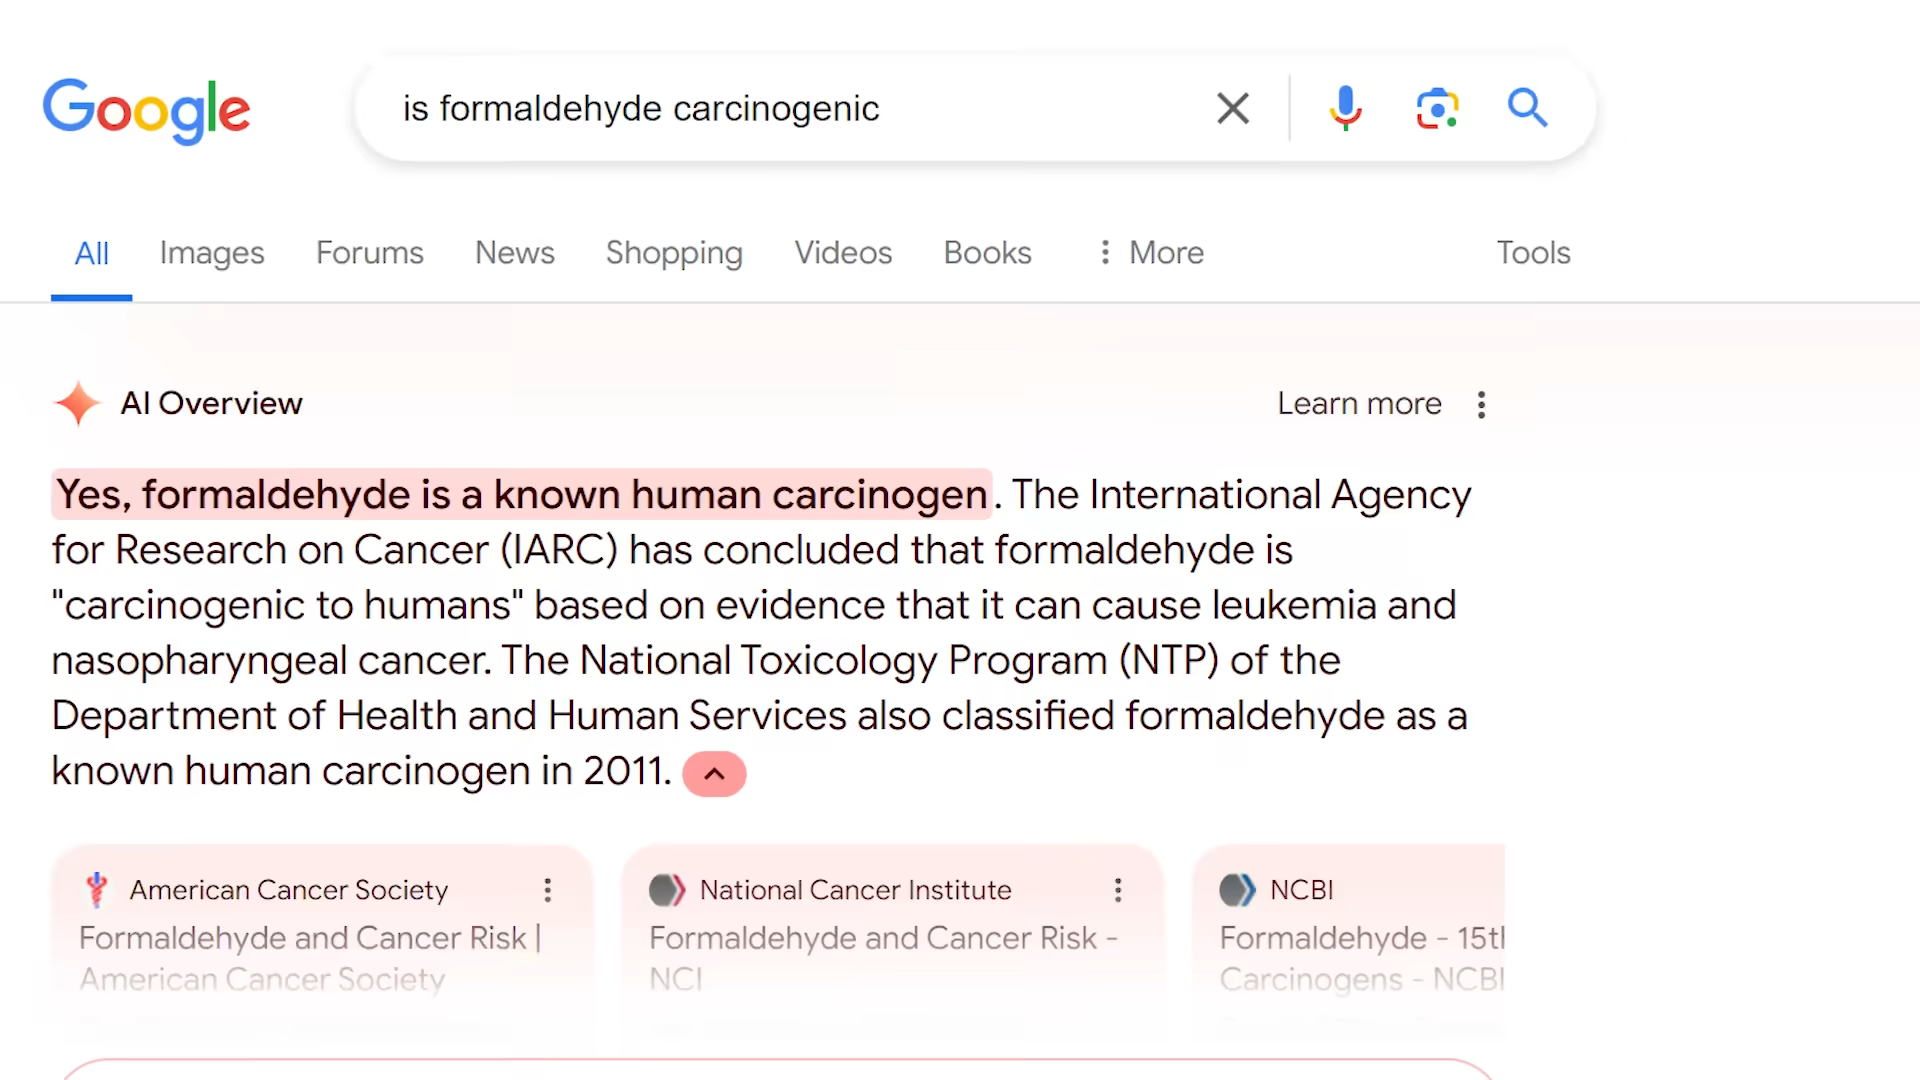 Google
is formaldehyde carcinogenic
All Images Forums News Shopping Videos Books More Tools
AI Overview Learn more
Yes, formaldehyde is a known human carcinogen. The International Agency
for Research on Cancer (IARC) has concluded that formaldehyde is
"carcinogenic to humans" based on evidence that it can cause leukemia and
nasopharyngeal cancer. The National Toxicology Program (NTP) of the
Department of Health and Human Services also classified formaldehyde as a
known human carcinogen in 2011.
American Cancer Society
Formaldehyde and Cancer Risk |
American Cancer Society
National Cancer Institute
Formaldehyde and Cancer Risk -
NCI
NCBI
Formaldehyde - 15th
Carcinogens - NCBI